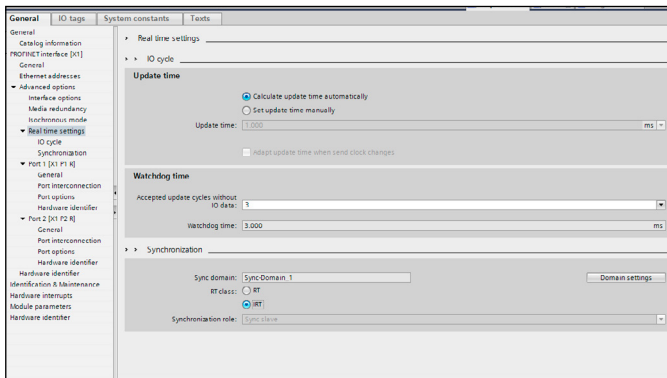 General
IO tags
System constants
Texts
General
Catalog information
PROFINET interface [X1]
General
Ethernet addresses
Advanced options
Interface options
Media redundancy
Isochronous mode
Real time settings
IO cycle
Synchronization
Port 1 [X1 P1 R]
General
Port interconnection
Port options
Hardware identifier
Port 2 [X1 P2 R]
General
Port interconnection
Port options
Hardware identifier
Hardware identifier
Identification & Maintenance
Hardware interrupts
Module parameters
Hardware identifier
Real time settings
IO cycle
Update time
Calculate update time automatically
Set update time manually
Update time: 1.000 ms
Adapt update time when send clock changes
Watchdog time
Accepted update cycles without
IO data: 3
Watchdog time: 3.000 ms
Synchronization
Sync domain: Sync-Domain_1 Domain settings
RT class: RT
IRT
Synchronization role: Sync slave